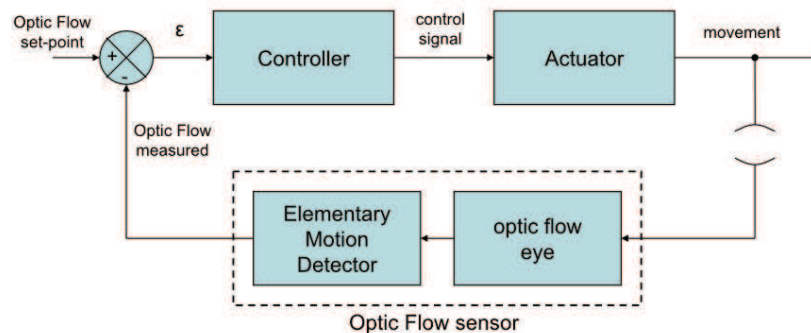 Optic Flow
set-point
+
-
ε
Controller
control
signal
Actuator
movement
Optic Flow
measured
Elementary
Motion
Detector
optic flow
eye
Optic Flow sensor